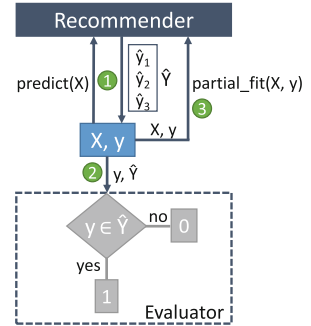 Recommender
predict(X)
1
ŷ₁
ŷ₂
ŷ₃
Ŷ
partial_fit(X, y)
3
X, y
X, y
2
y, Ŷ
y ∈ Ŷ
no
0
yes
1
Evaluator